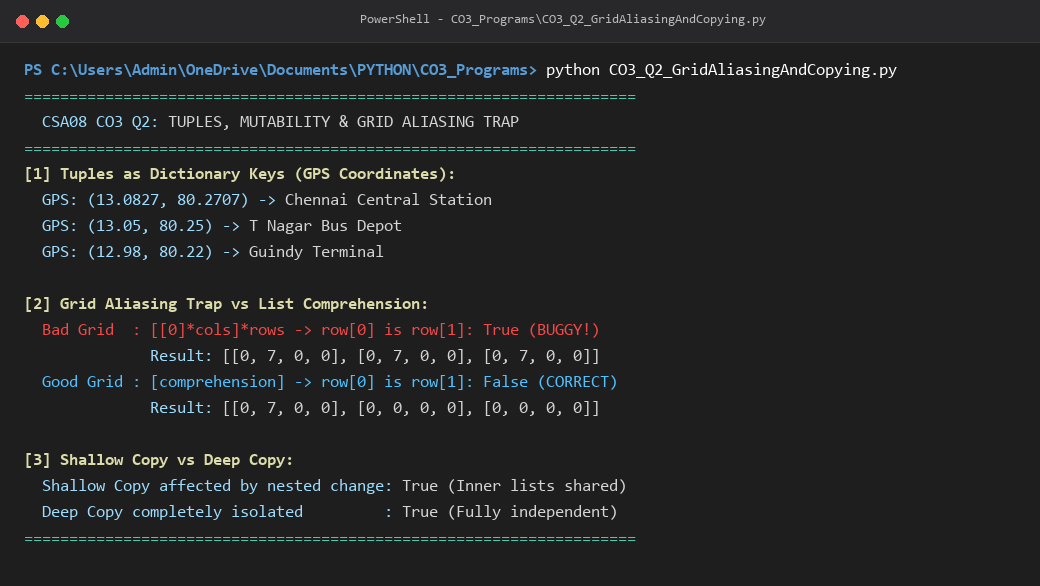 PowerShell - CO3_Programs\CO3_Q2_GridAliasingAndCopying.py
PS C:\Users\Admin\OneDrive\Documents\PYTHON\CO3_Programs> python CO3_Q2_GridAliasingAndCopying.py
====================================================================
  CSA08 CO3 Q2: TUPLES, MUTABILITY & GRID ALIASING TRAP
====================================================================
[1] Tuples as Dictionary Keys (GPS Coordinates):
  GPS: (13.0827, 80.2707) -> Chennai Central Station
  GPS: (13.05, 80.25) -> T Nagar Bus Depot
  GPS: (12.98, 80.22) -> Guindy Terminal

[2] Grid Aliasing Trap vs List Comprehension:
  Bad Grid  : [[0]*cols]*rows -> row[0] is row[1]: True (BUGGY!)
              Result: [[0, 7, 0, 0], [0, 7, 0, 0], [0, 7, 0, 0]]
  Good Grid : [comprehension] -> row[0] is row[1]: False (CORRECT)
              Result: [[0, 7, 0, 0], [0, 0, 0, 0], [0, 0, 0, 0]]

[3] Shallow Copy vs Deep Copy:
  Shallow Copy affected by nested change: True (Inner lists shared)
  Deep Copy completely isolated         : True (Fully independent)
====================================================================